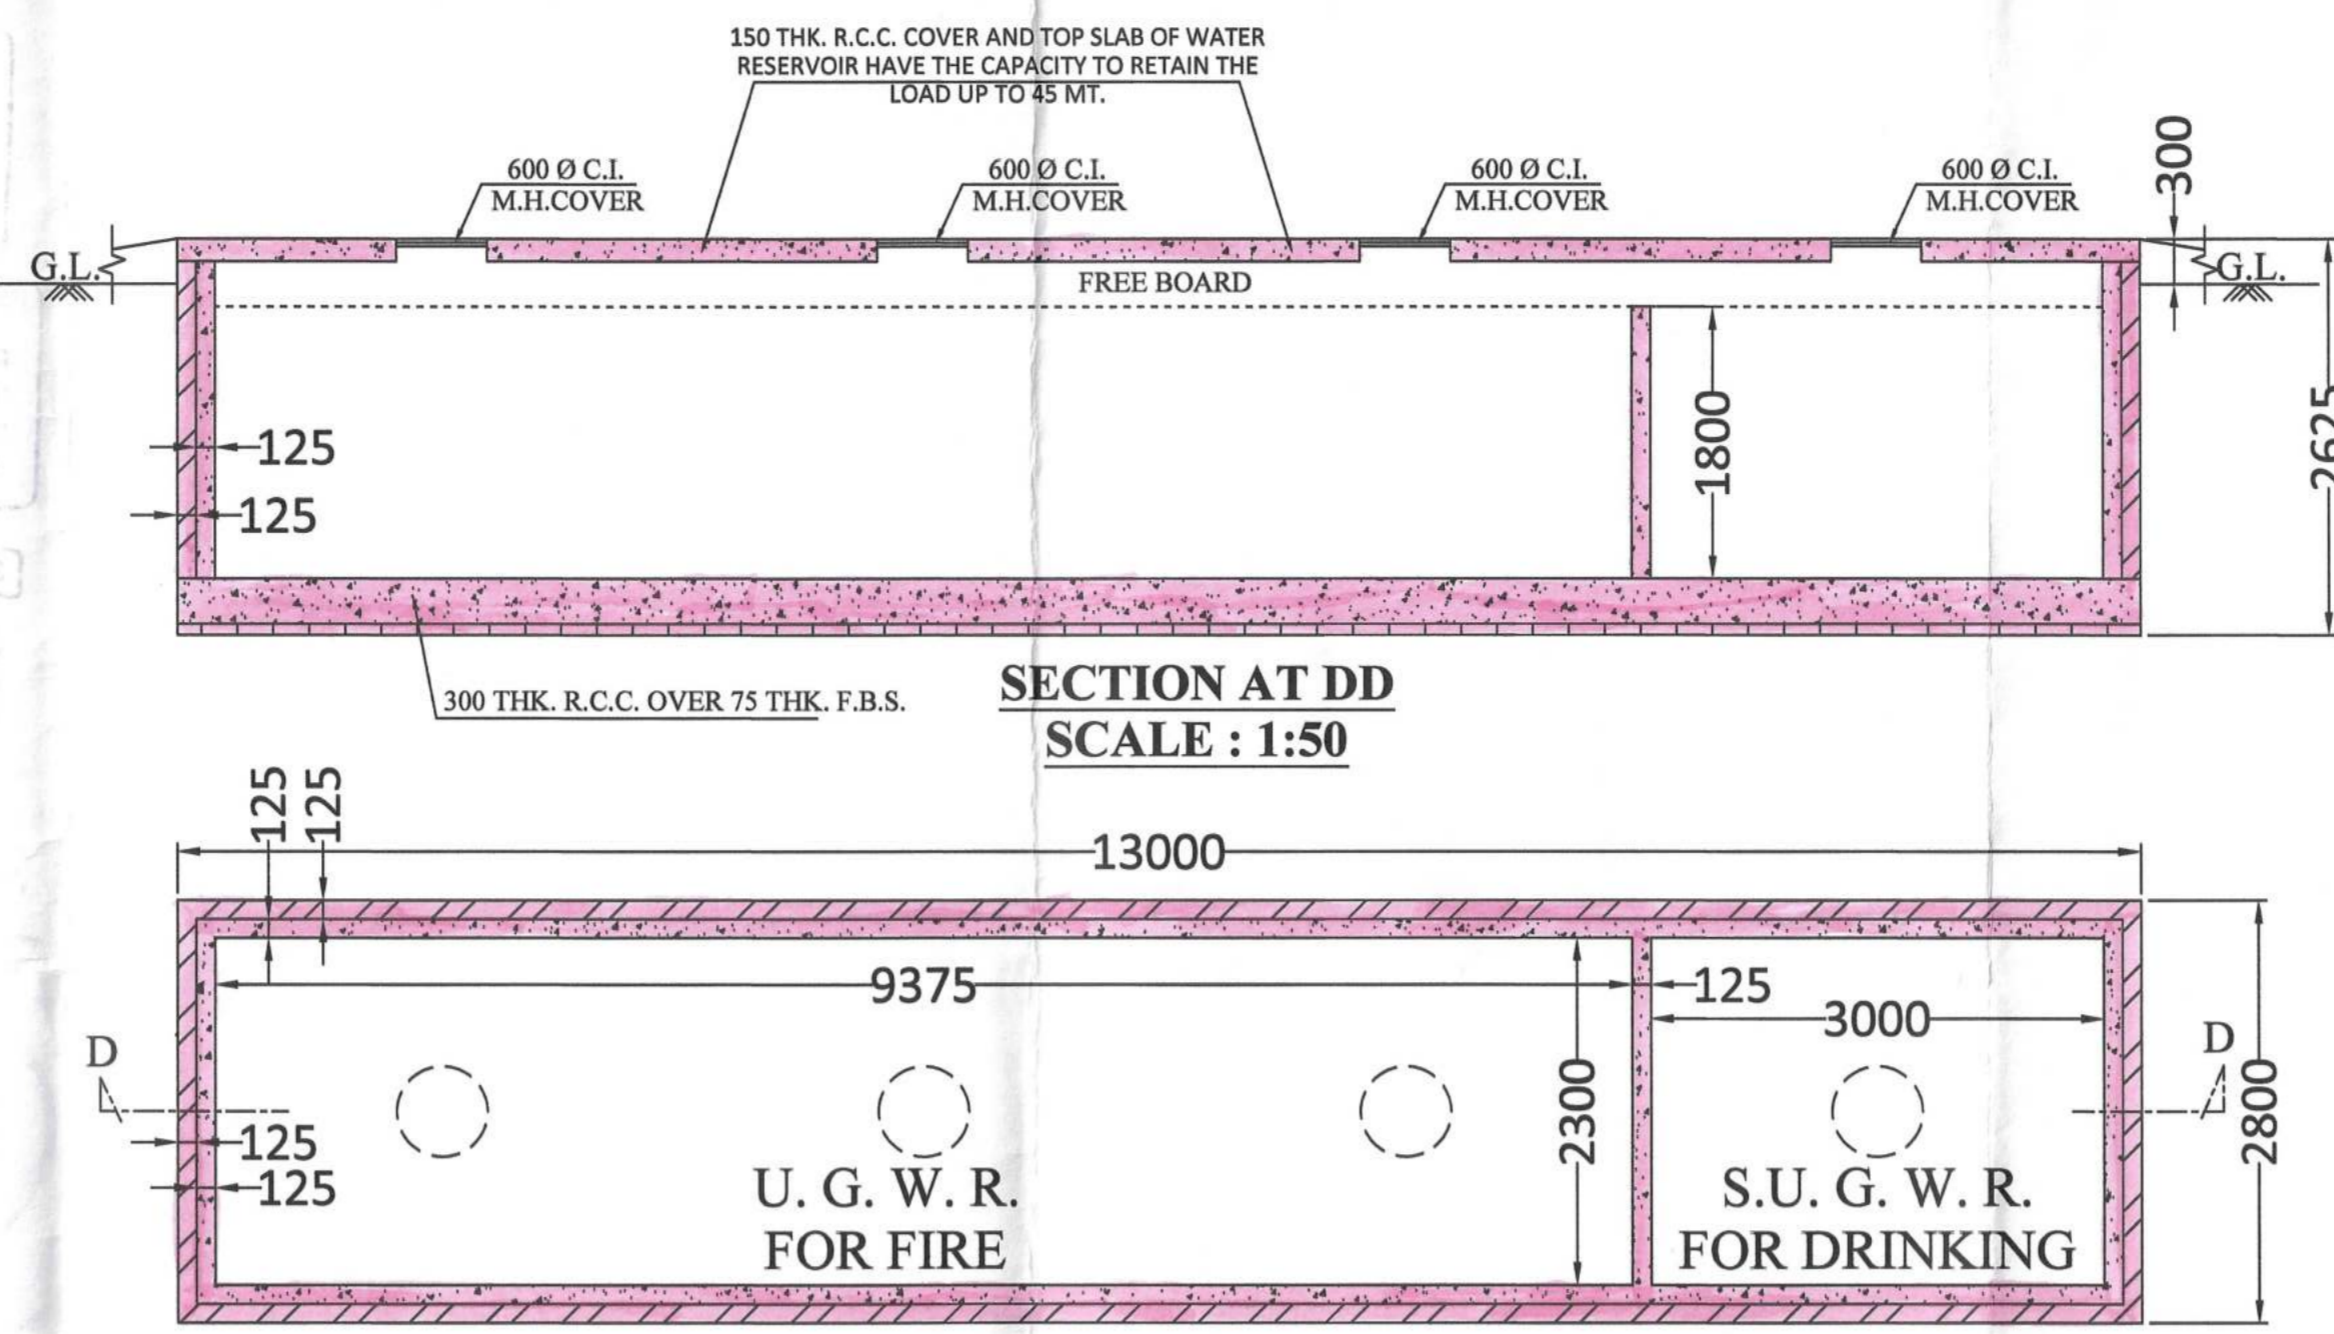 150 THK. R.C.C. COVER AND TOP SLAB OF WATER
RESERVOIR HAVE THE CAPACITY TO RETAIN THE
LOAD UP TO 45 MT.
600 Ø C.I.
M.H.COVER
600 Ø C.I.
M.H.COVER
600 Ø C.I.
M.H.COVER
600 Ø C.I.
M.H.COVER
300
G.L.
G.L.
FREE BOARD
125
125
1800
2625
300 THK. R.C.C. OVER 75 THK. F.B.S.
SECTION AT DD
SCALE : 1:50
125
125
13000
9375
125
3000
D
D
2300
2800
125
125
U. G. W. R.
FOR FIRE
S.U. G. W. R.
FOR DRINKING